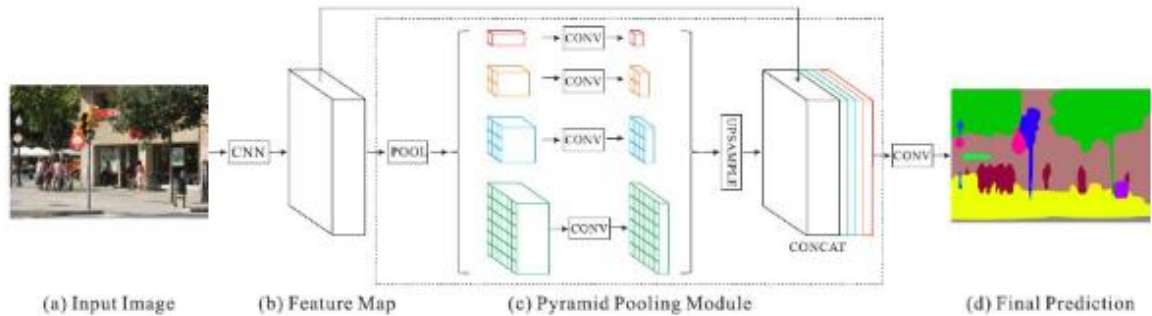 CONV
CONV
CNN
POOL
CONV
UPSAMPLE
CONV
CONV
CONCAT
(a) Input Image
(b) Feature Map
(c) Pyramid Pooling Module
(d) Final Prediction